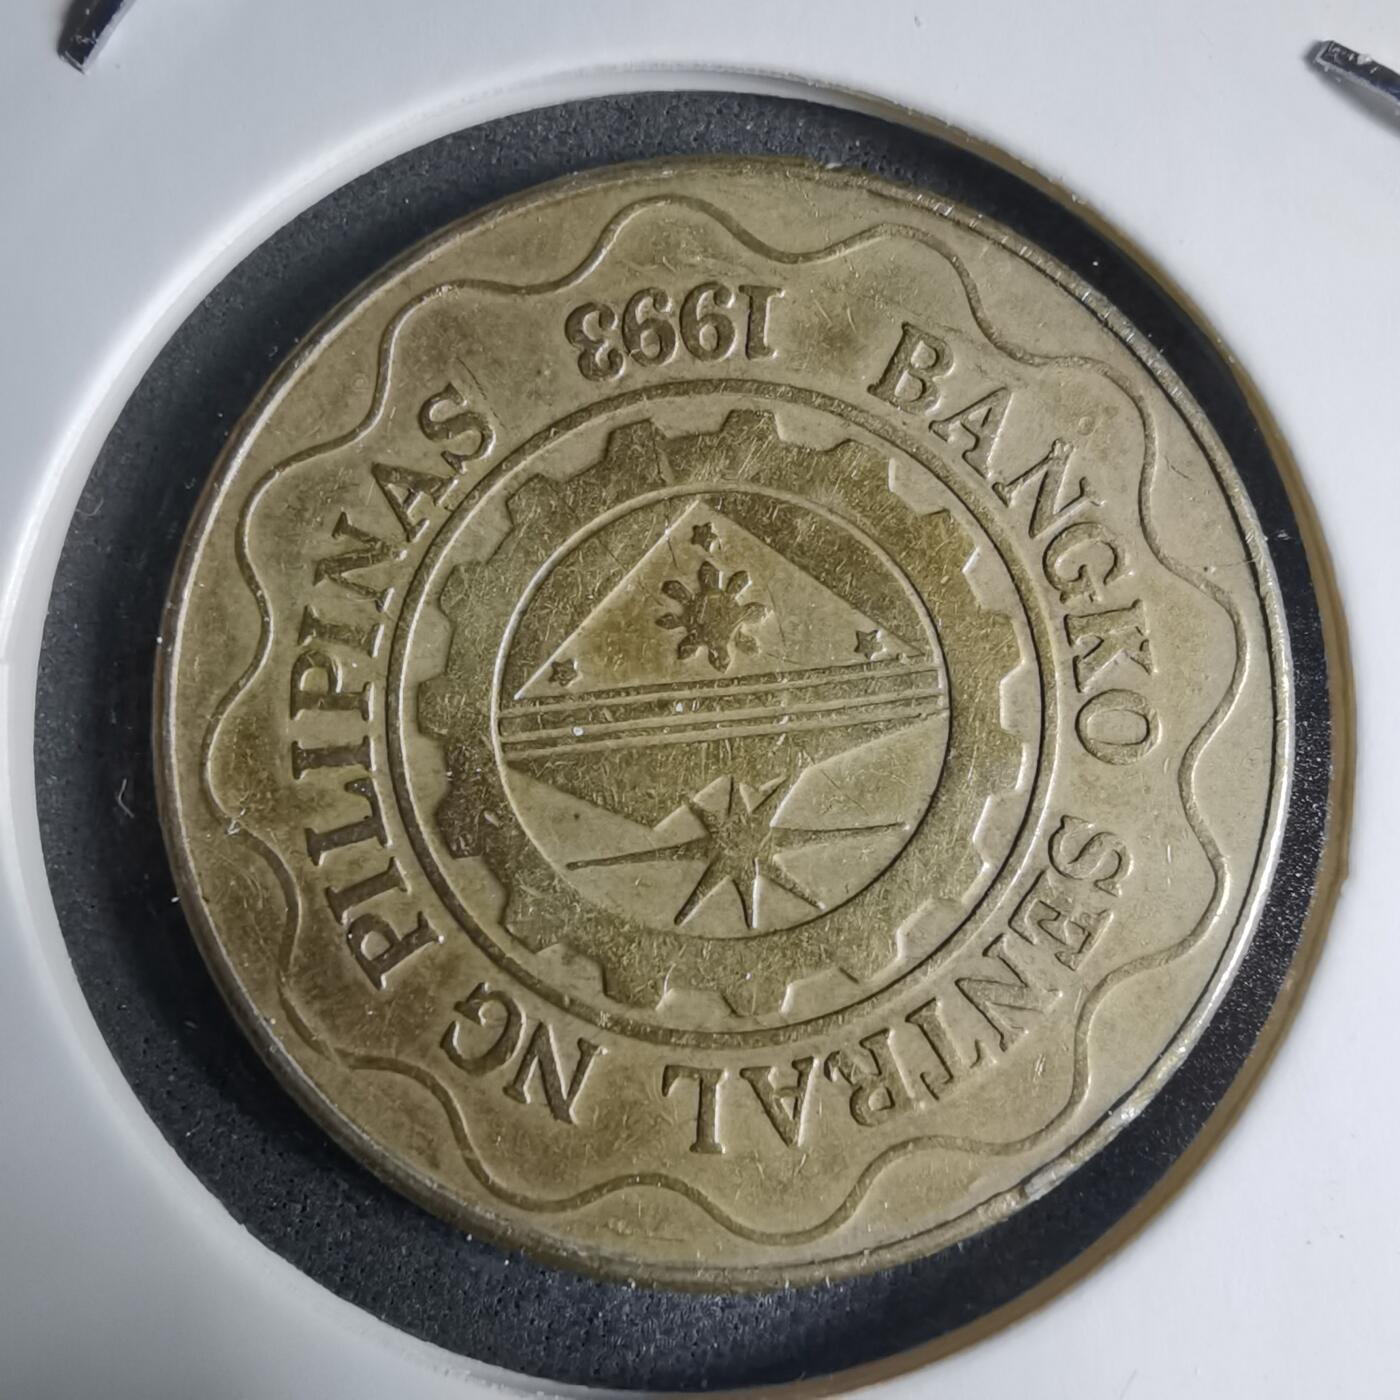 BANGKO SENTRAL NG PILIPINAS
1993